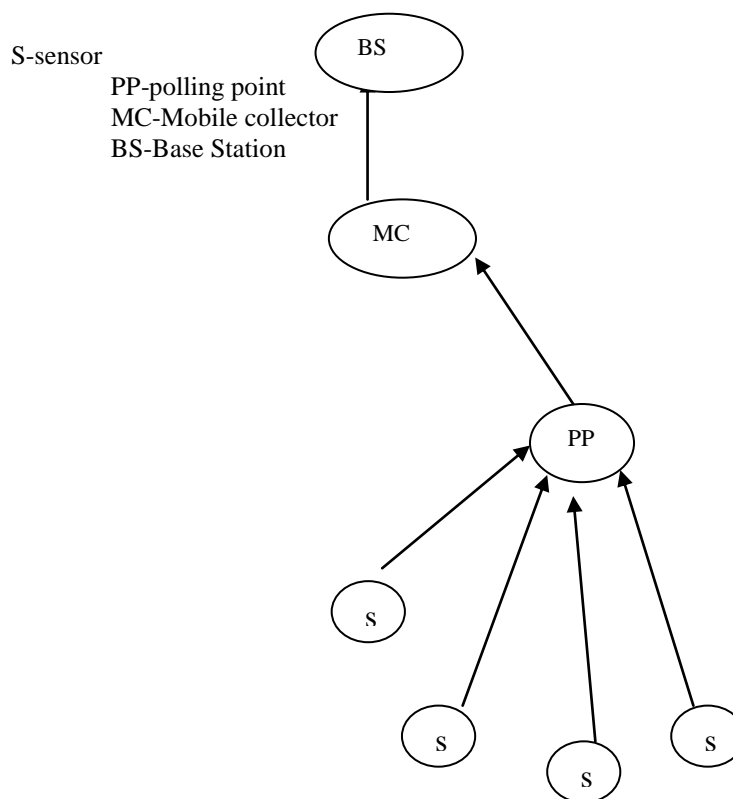 BS
S-sensor
PP-polling point
MC-Mobile collector
BS-Base Station
MC
PP
S
S
S
S